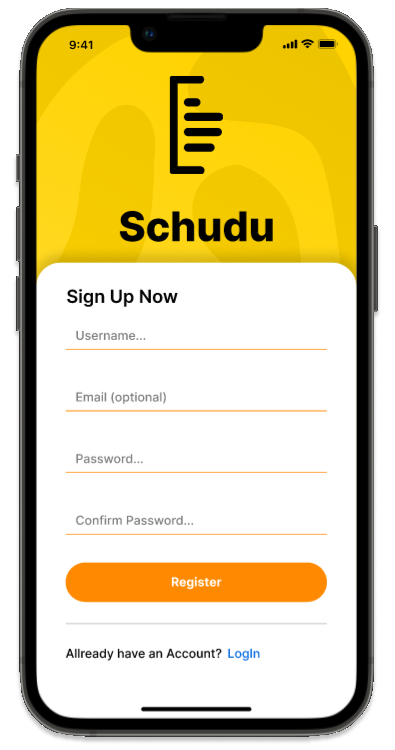 9:41
Schudu
Sign Up Now
Username...
Email (optional)
Password...
Confirm Password...
Register
Allready have an Account? LogIn